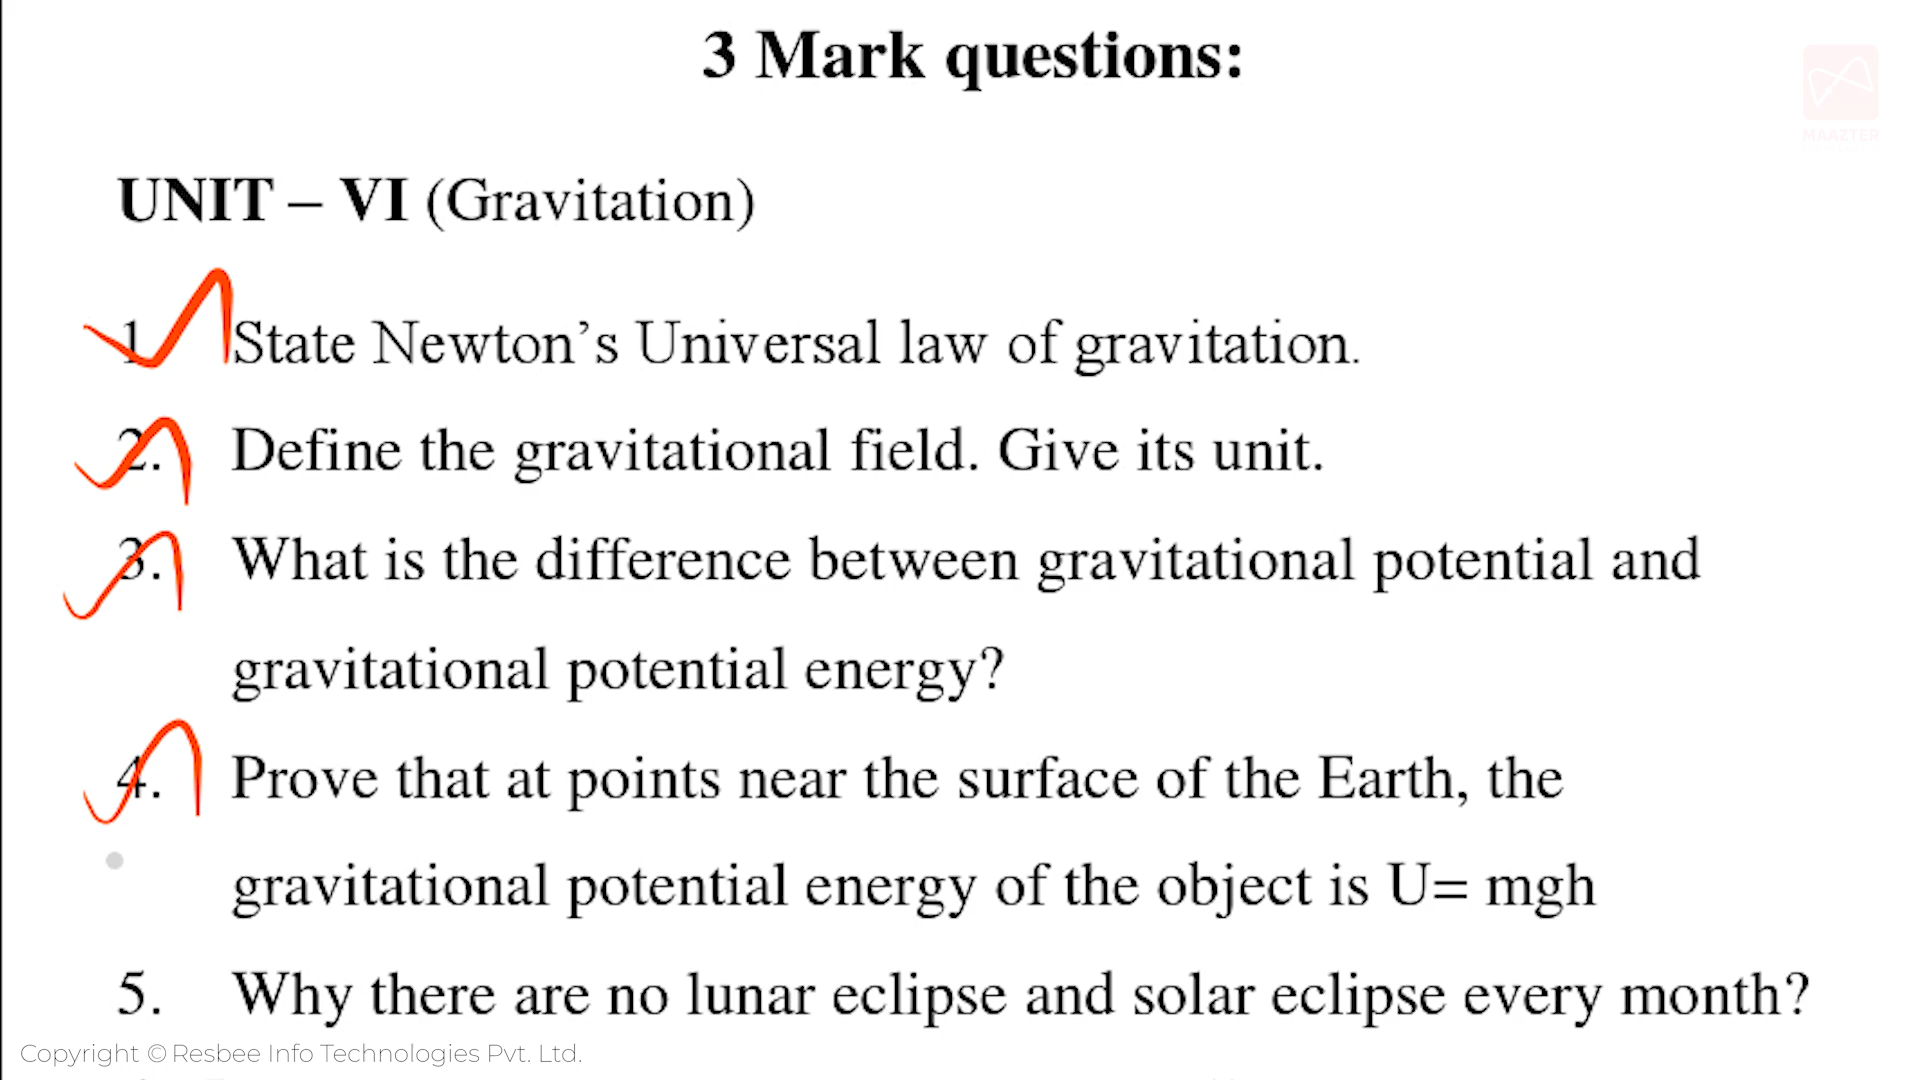 3 Mark questions:
MAAZTER
UNIT – VI (Gravitation)
1. State Newton’s Universal law of gravitation.
2. Define the gravitational field. Give its unit.
3. What is the difference between gravitational potential and
gravitational potential energy?
4. Prove that at points near the surface of the Earth, the
gravitational potential energy of the object is U= mgh
5. Why there are no lunar eclipse and solar eclipse every month?
Copyright © Resbee Info Technologies Pvt. Ltd.